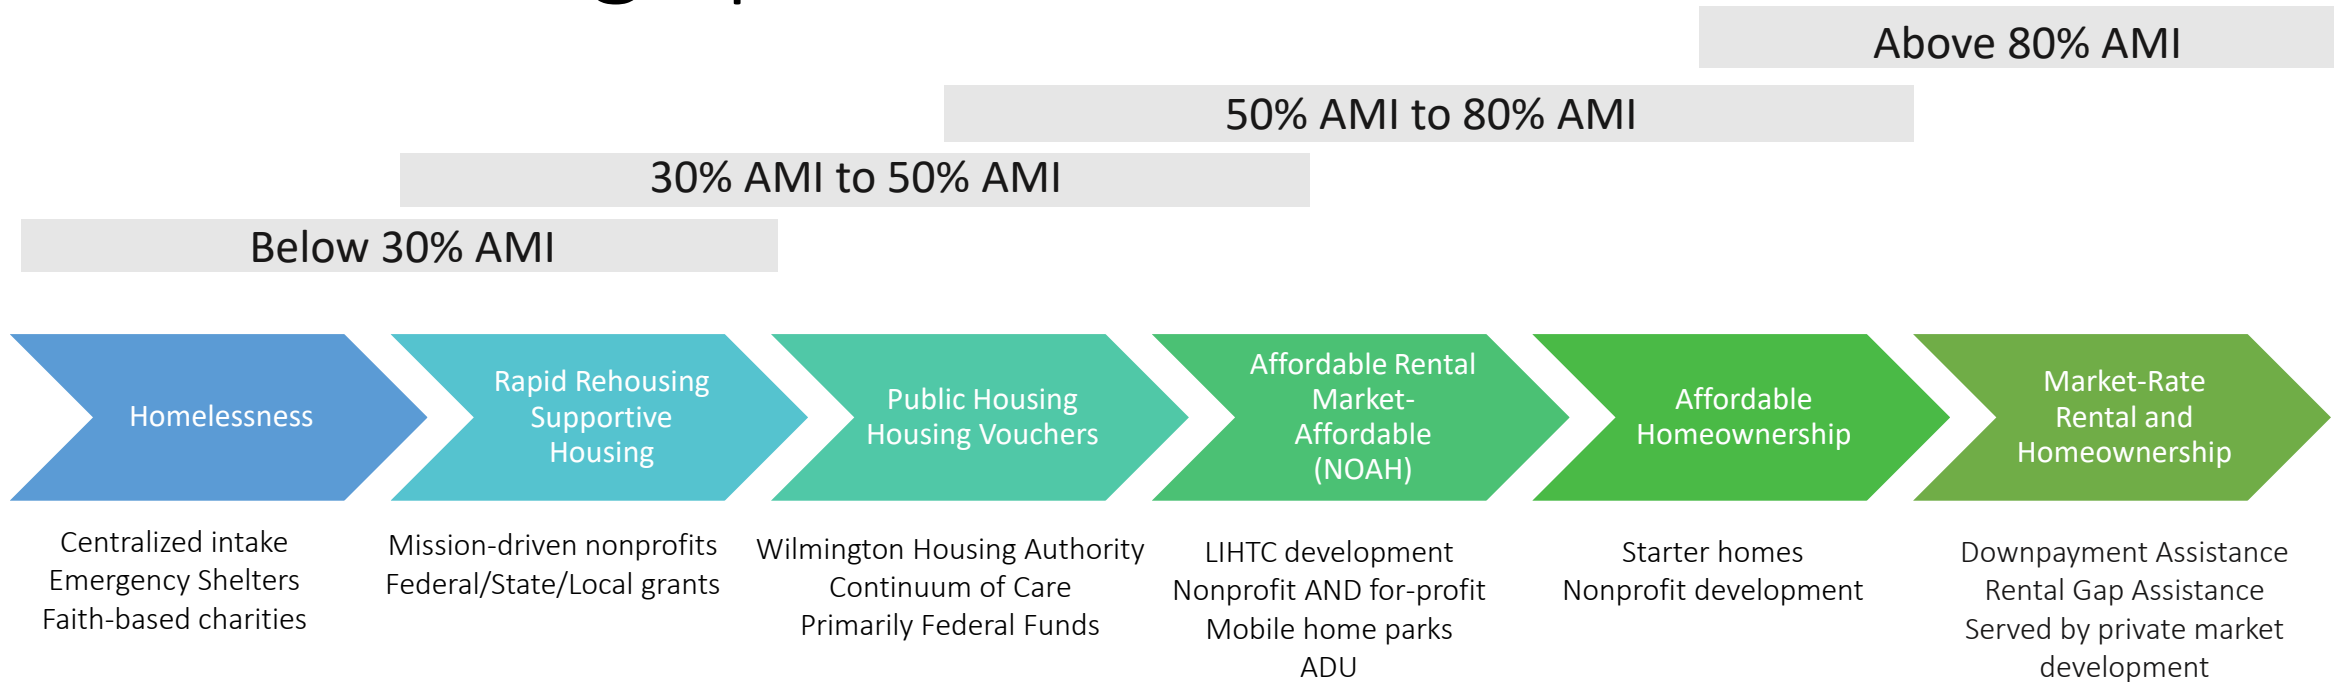 Above 80% AMI
50% AMI to 80% AMI
30% AMI to 50% AMI
Below 30% AMI
Homelessness
Rapid Rehousing
Supportive
Housing
Public Housing
Housing Vouchers
Affordable Rental
Market-
Affordable
(NOAH)
Affordable
Homeownership
Market-Rate
Rental and
Homeownership
Centralized intake
Emergency Shelters
Faith-based charities
Mission-driven nonprofits
Federal/State/Local grants
Wilmington Housing Authority
Continuum of Care
Primarily Federal Funds
LIHTC development
Nonprofit AND for-profit
Mobile home parks
ADU
Starter homes
Nonprofit development
Downpayment Assistance
Rental Gap Assistance
Served by private market
development